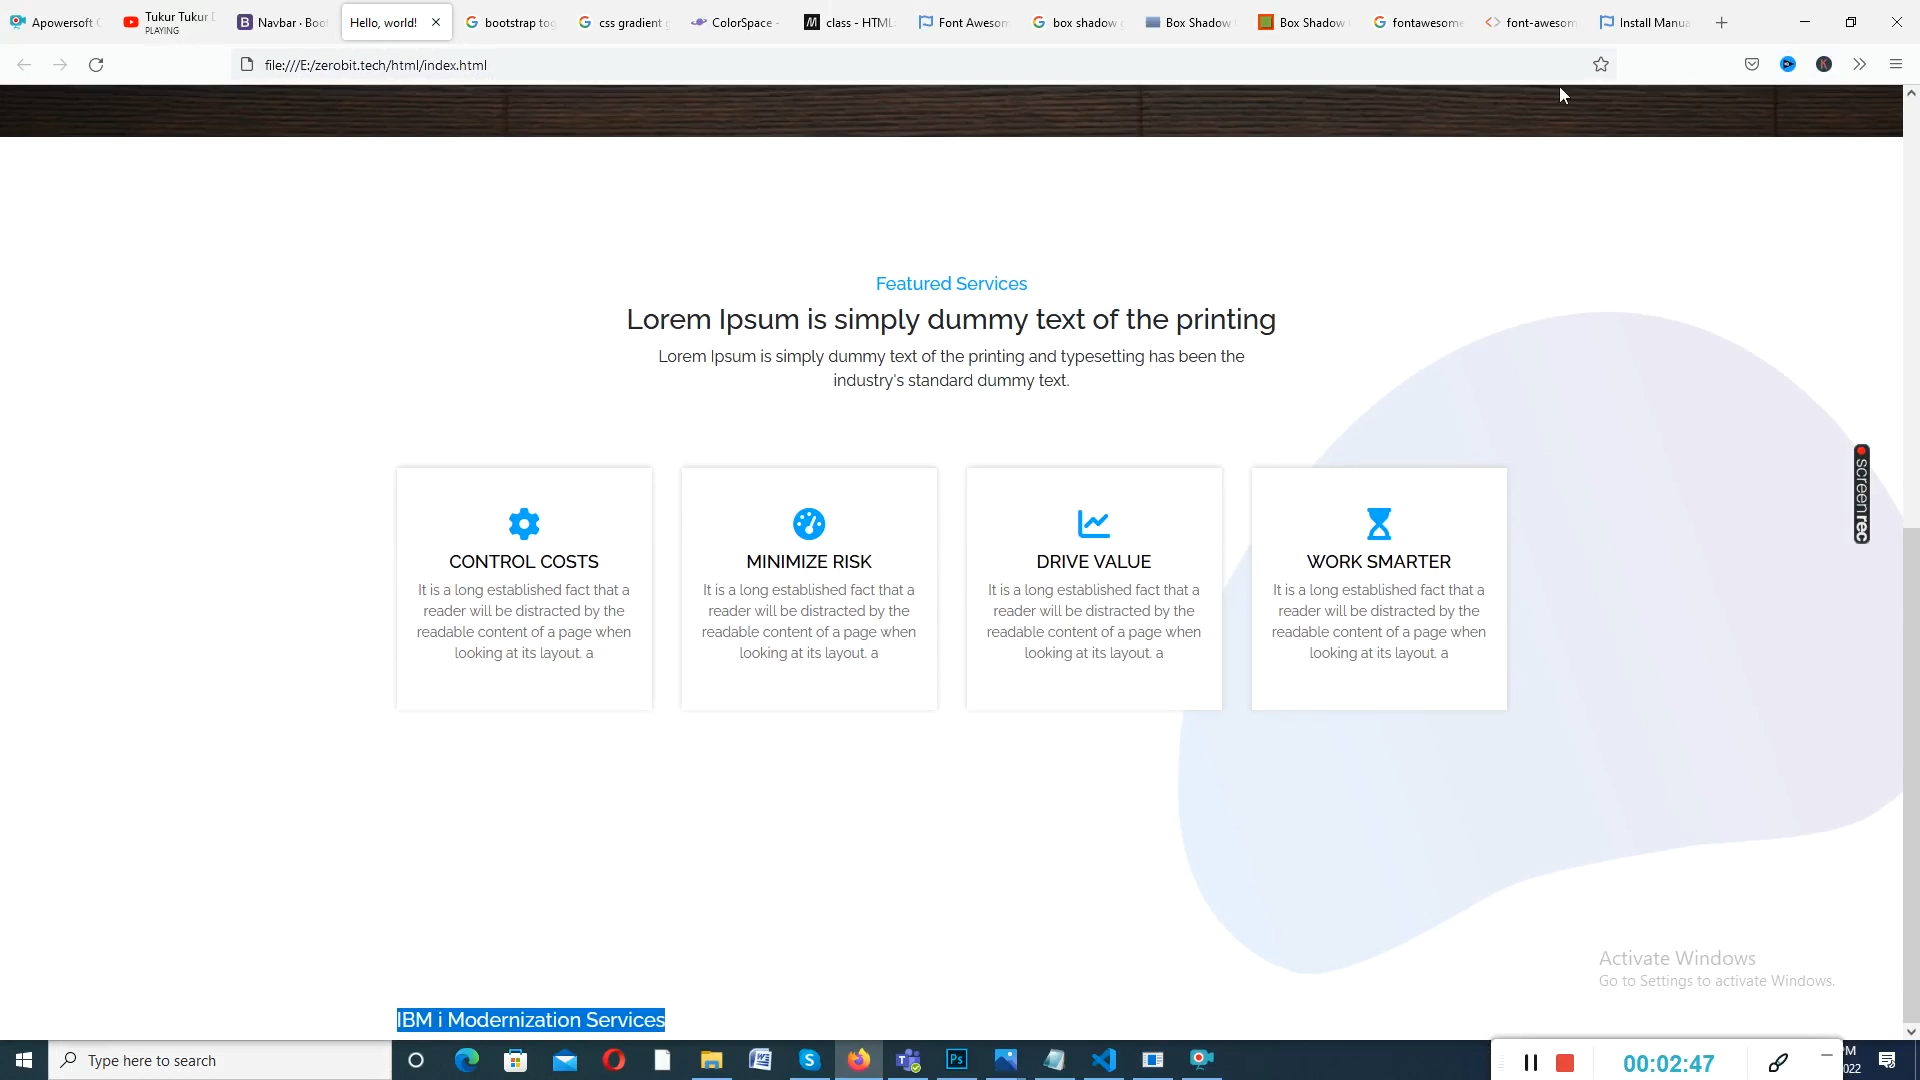 Apowersoft
Tukur Tukur
PLAYING
Navbar · Boo
Hello, world!
bootstrap tog
css gradient
ColorSpace -
class - HTML
Font Awesom
box shadow g
Box Shadow
Box Shadow
fontawesome
font-awesom
Install Manua
file:///E:/zerobit.tech/html/index.html
K
Featured Services
Lorem Ipsum is simply dummy text of the printing
Lorem Ipsum is simply dummy text of the printing and typesetting has been the
industry's standard dummy text.
CONTROL COSTS
It is a long established fact that a
reader will be distracted by the
readable content of a page when
looking at its layout. a
MINIMIZE RISK
It is a long established fact that a
reader will be distracted by the
readable content of a page when
looking at its layout. a
DRIVE VALUE
It is a long established fact that a
reader will be distracted by the
readable content of a page when
looking at its layout. a
WORK SMARTER
It is a long established fact that a
reader will be distracted by the
readable content of a page when
looking at its layout. a
screenrec
Activate Windows
Go to Settings to activate Windows.
IBM i Modernization Services
Type here to search
Ps
00:02:47
PM
022